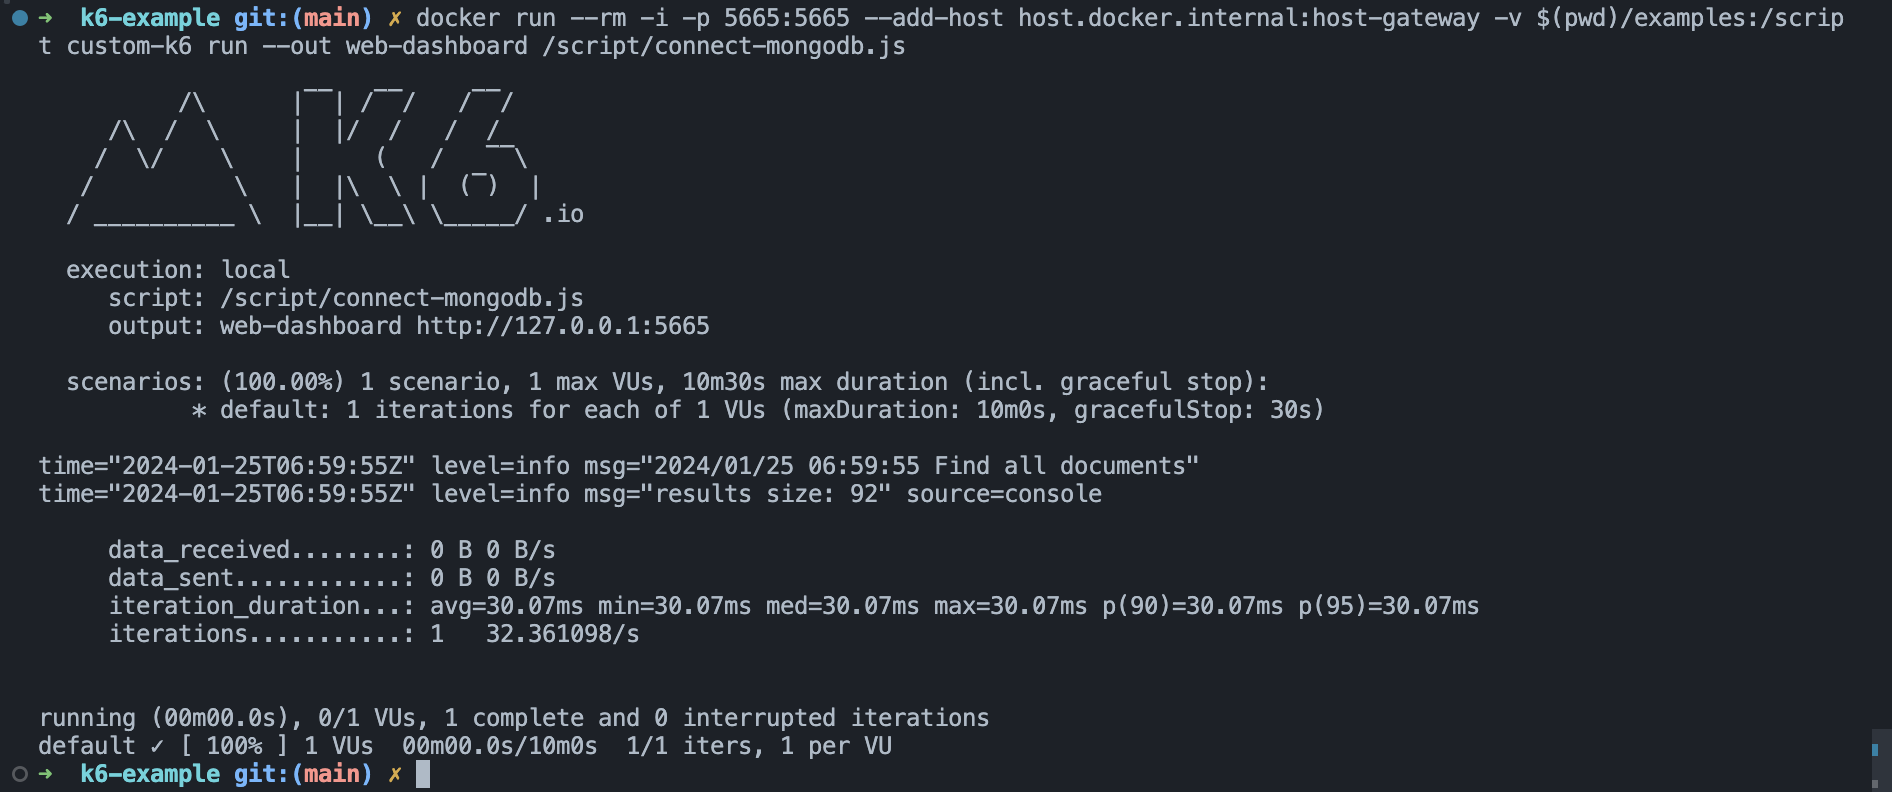 ➜  k6-example git:(main) ✗ docker run --rm -i -p 5665:5665 --add-host host.docker.internal:host-gateway -v $(pwd)/examples:/scrip
t custom-k6 run --out web-dashboard /script/connect-mongodb.js
          /\      |‾‾| /‾‾/   /‾‾/
     /\  /  \     |  |/  /   /  /
    /  \/    \    |     (   /   ‾‾\
   /          \   |  |\  \ |  (‾)  |
  / __________ \  |__| \__\ \_____/ .io
execution: local
script: /script/connect-mongodb.js
output: web-dashboard http://127.0.0.1:5665
scenarios: (100.00%) 1 scenario, 1 max VUs, 10m30s max duration (incl. graceful stop):
* default: 1 iterations for each of 1 VUs (maxDuration: 10m0s, gracefulStop: 30s)
time="2024-01-25T06:59:55Z" level=info msg="2024/01/25 06:59:55 Find all documents"
time="2024-01-25T06:59:55Z" level=info msg="results size: 92" source=console
data_received........: 0 B 0 B/s
data_sent............: 0 B 0 B/s
iteration_duration...: avg=30.07ms min=30.07ms med=30.07ms max=30.07ms p(90)=30.07ms p(95)=30.07ms
iterations...........: 1   32.361098/s
running (00m00.0s), 0/1 VUs, 1 complete and 0 interrupted iterations
default ✓ [ 100% ] 1 VUs  00m00.0s/10m0s  1/1 iters, 1 per VU
➜  k6-example git:(main) ✗